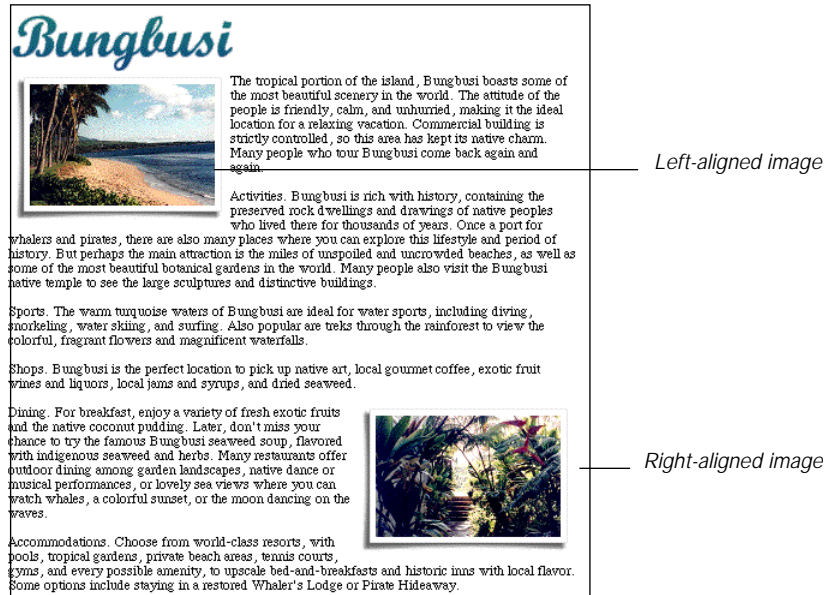 Bungbusi
The tropical portion of the island, Bungbusi boasts some of
the most beautiful scenery in the world. The attitude of the
people is friendly, calm, and unhurried, making it the ideal
location for a relaxing vacation. Commercial building is
strictly controlled, so this area has kept its native charm.
Many people who tour Bungbusi come back again and
again.
Left-aligned image
Activities. Bungbusi is rich with history, containing the
preserved rock dwellings and drawings of native peoples
who lived there for thousands of years. Once a port for
whalers and pirates, there are also many places where you can explore this lifestyle and period of
history. But perhaps the main attraction is the miles of unspoiled and uncrowded beaches, as well as
some of the most beautiful botanical gardens in the world. Many people also visit the Bungbusi
native temple to see the large sculptures and distinctive buildings.
Sports. The warm turquoise waters of Bungbusi are ideal for water sports, including diving,
snorkeling, water skiing, and surfing. Also popular are treks through the rainforest to view the
colorful, fragrant flowers and magnificent waterfalls.
Shops. Bungbusi is the perfect location to pick up native art, local gourmet coffee, exotic fruit
wines and liquors, local jams and syrups, and dried seaweed.
Dining. For breakfast, enjoy a variety of fresh exotic fruits
and the native coconut pudding. Later, don't miss your
chance to try the famous Bungbusi seaweed soup, flavored
with indigenous seaweed and herbs. Many restaurants offer
outdoor dining among garden landscapes, native dance or
musical performances, or lovely sea views where you can
watch whales, a colorful sunset, or the moon dancing on the
waves.
Right-aligned image
Accommodations. Choose from world-class resorts, with
pools, tropical gardens, private beach areas, tennis courts,
gyms, and every possible amenity, to upscale bed-and-breakfasts and historic inns with local flavor.
Some options include staying in a restored Whaler's Lodge or Pirate Hideaway.